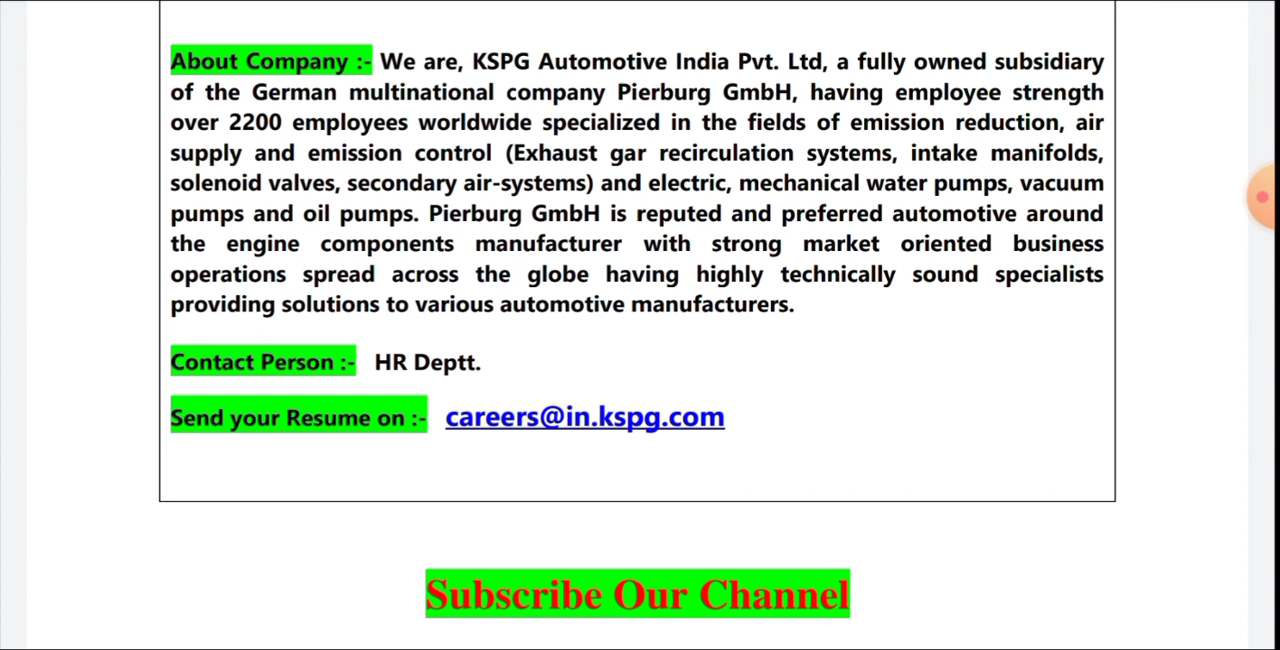 About Company :- We are, KSPG Automotive India Pvt. Ltd, a fully owned subsidiary
of the German multinational company Pierburg GmbH, having employee strength
over 2200 employees worldwide specialized in the fields of emission reduction, air
supply and emission control (Exhaust gar recirculation systems, intake manifolds,
solenoid valves, secondary air-systems) and electric, mechanical water pumps, vacuum
pumps and oil pumps. Pierburg GmbH is reputed and preferred automotive around
the engine components manufacturer with strong market oriented business
operations spread across the globe having highly technically sound specialists
providing solutions to various automotive manufacturers.
Contact Person :- HR Deptt.
Send your Resume on :- careers@in.kspg.com
Subscribe Our Channel